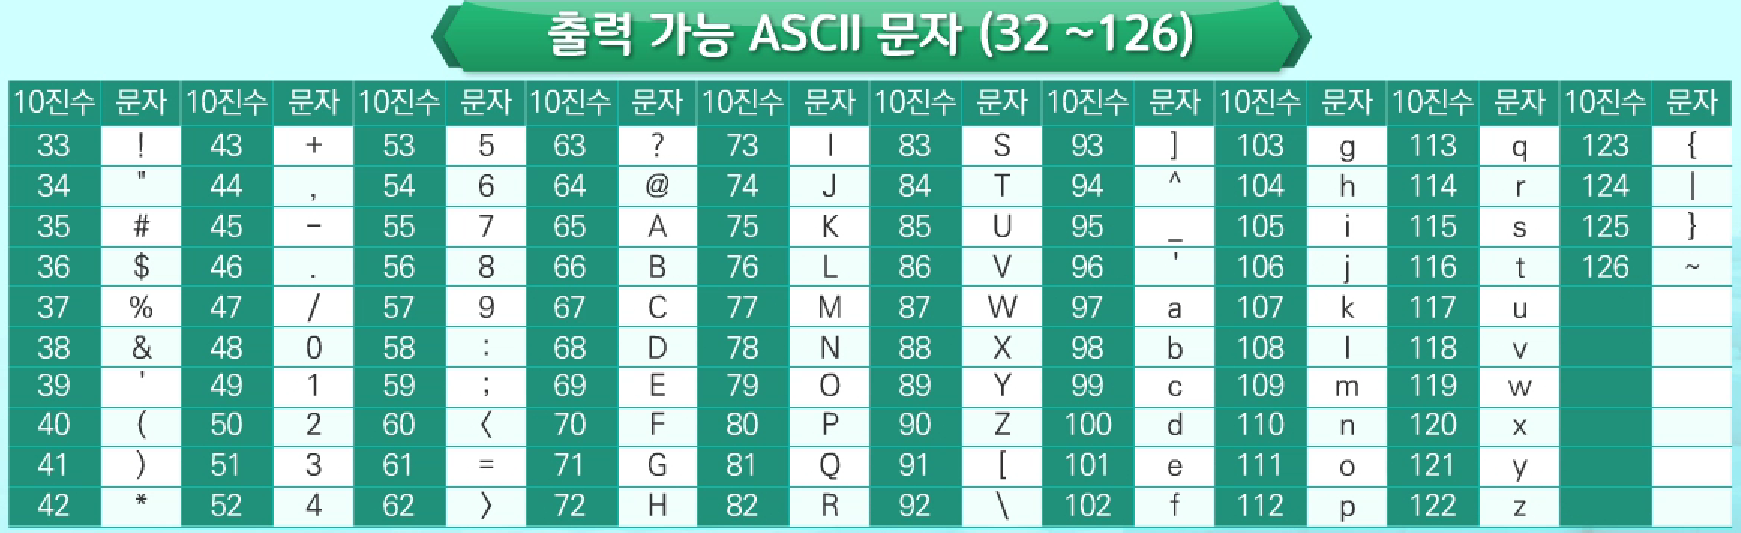 출력 가능 ASCII 문자 (32 ~126)
10진수 문자 10진수 문자 10진수 문자 10진수 문자 10진수 문자 10진수 문자 10진수 문자 10진수 문자 10진수 문자 10진수 문자
33 ! 43 + 53 5 63 ? 73 I 83 S 93 ] 103 g 113 q 123 {
34 " 44 , 54 6 64 @ 74 J 84 T 94 ^ 104 h 114 r 124 |
35 # 45 - 55 7 65 A 75 K 85 U 95 _ 105 i 115 s 125 }
36 $ 46 . 56 8 66 B 76 L 86 V 96 ' 106 j 116 t 126 ~
37 % 47 / 57 9 67 C 77 M 87 W 97 a 107 k 117 u
38 & 48 0 58 : 68 D 78 N 88 X 98 b 108 l 118 v
39 ' 49 1 59 ; 69 E 79 O 89 Y 99 c 109 m 119 w
40 ( 50 2 60 〈 70 F 80 P 90 Z 100 d 110 n 120 x
41 ) 51 3 61 = 71 G 81 Q 91 [ 101 e 111 o 121 y
42 * 52 4 62 〉 72 H 82 R 92 \ 102 f 112 p 122 z